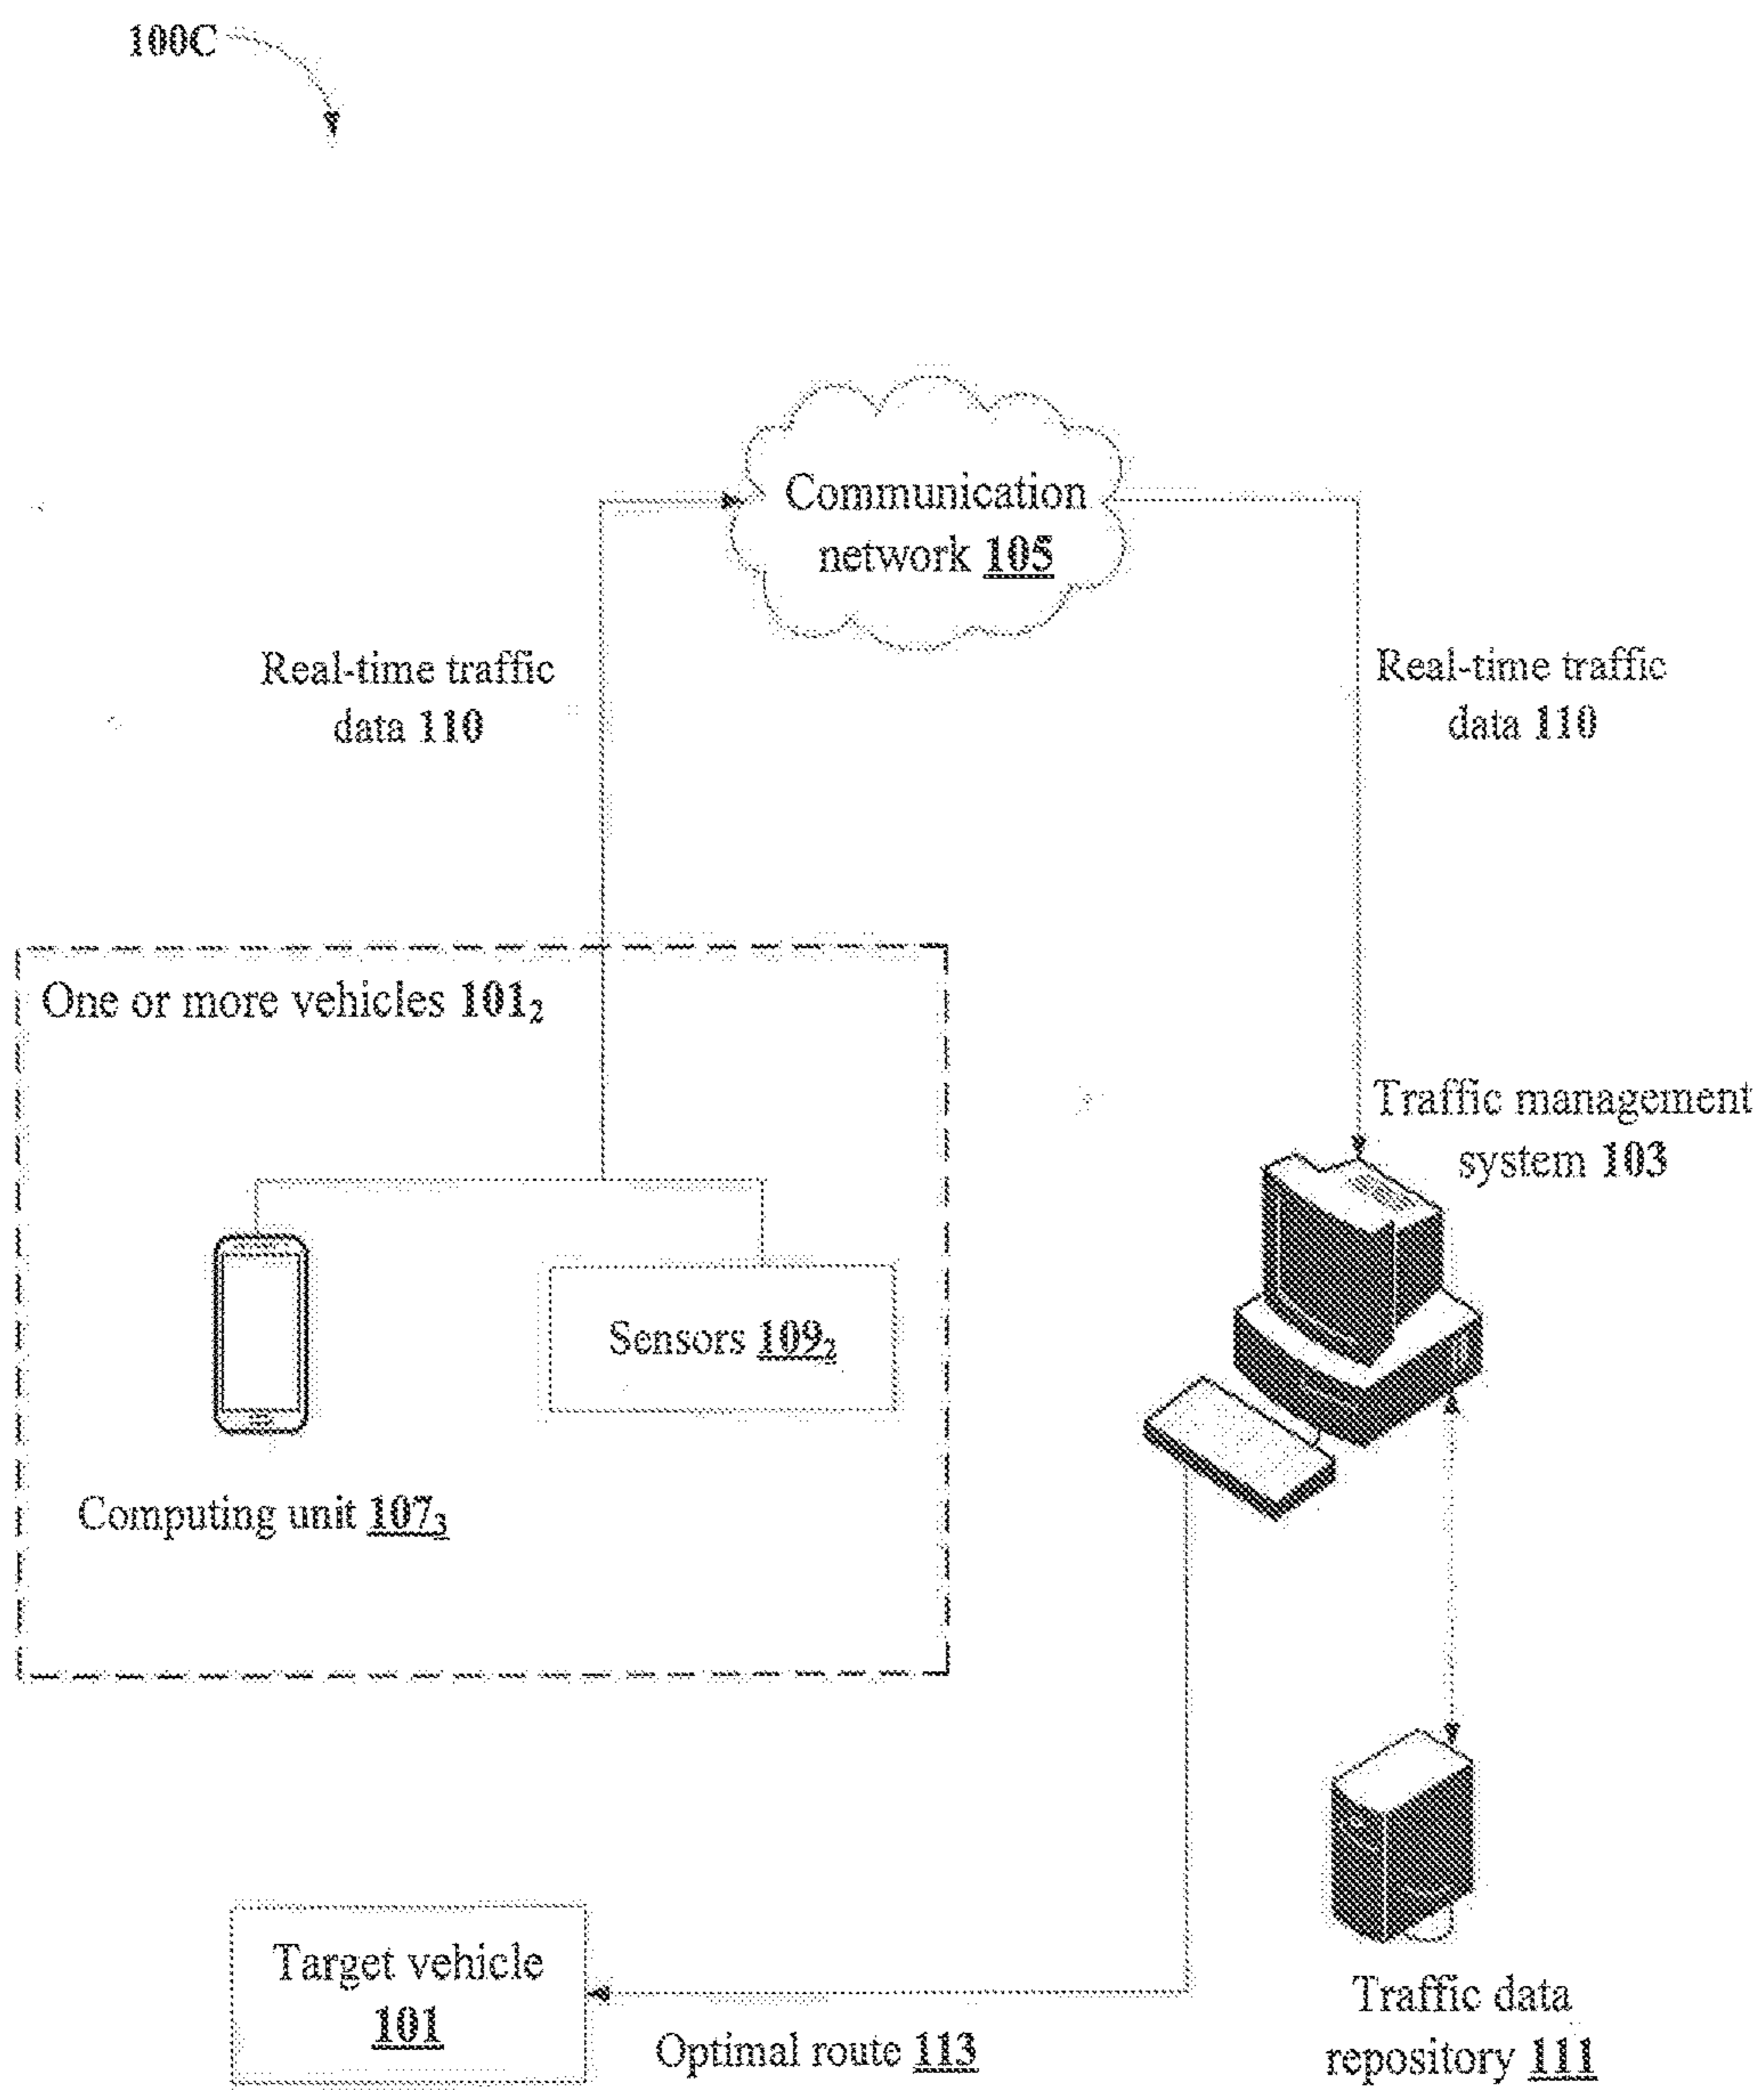 100C
Communication
network 105
Real-time traffic
data 110
Real-time traffic
data 110
One or more vehicles 101₂
Traffic management
system 103
Sensors 109₂
Computing unit 107₃
Target vehicle
101
Optimal route 113
Traffic data
repository 111